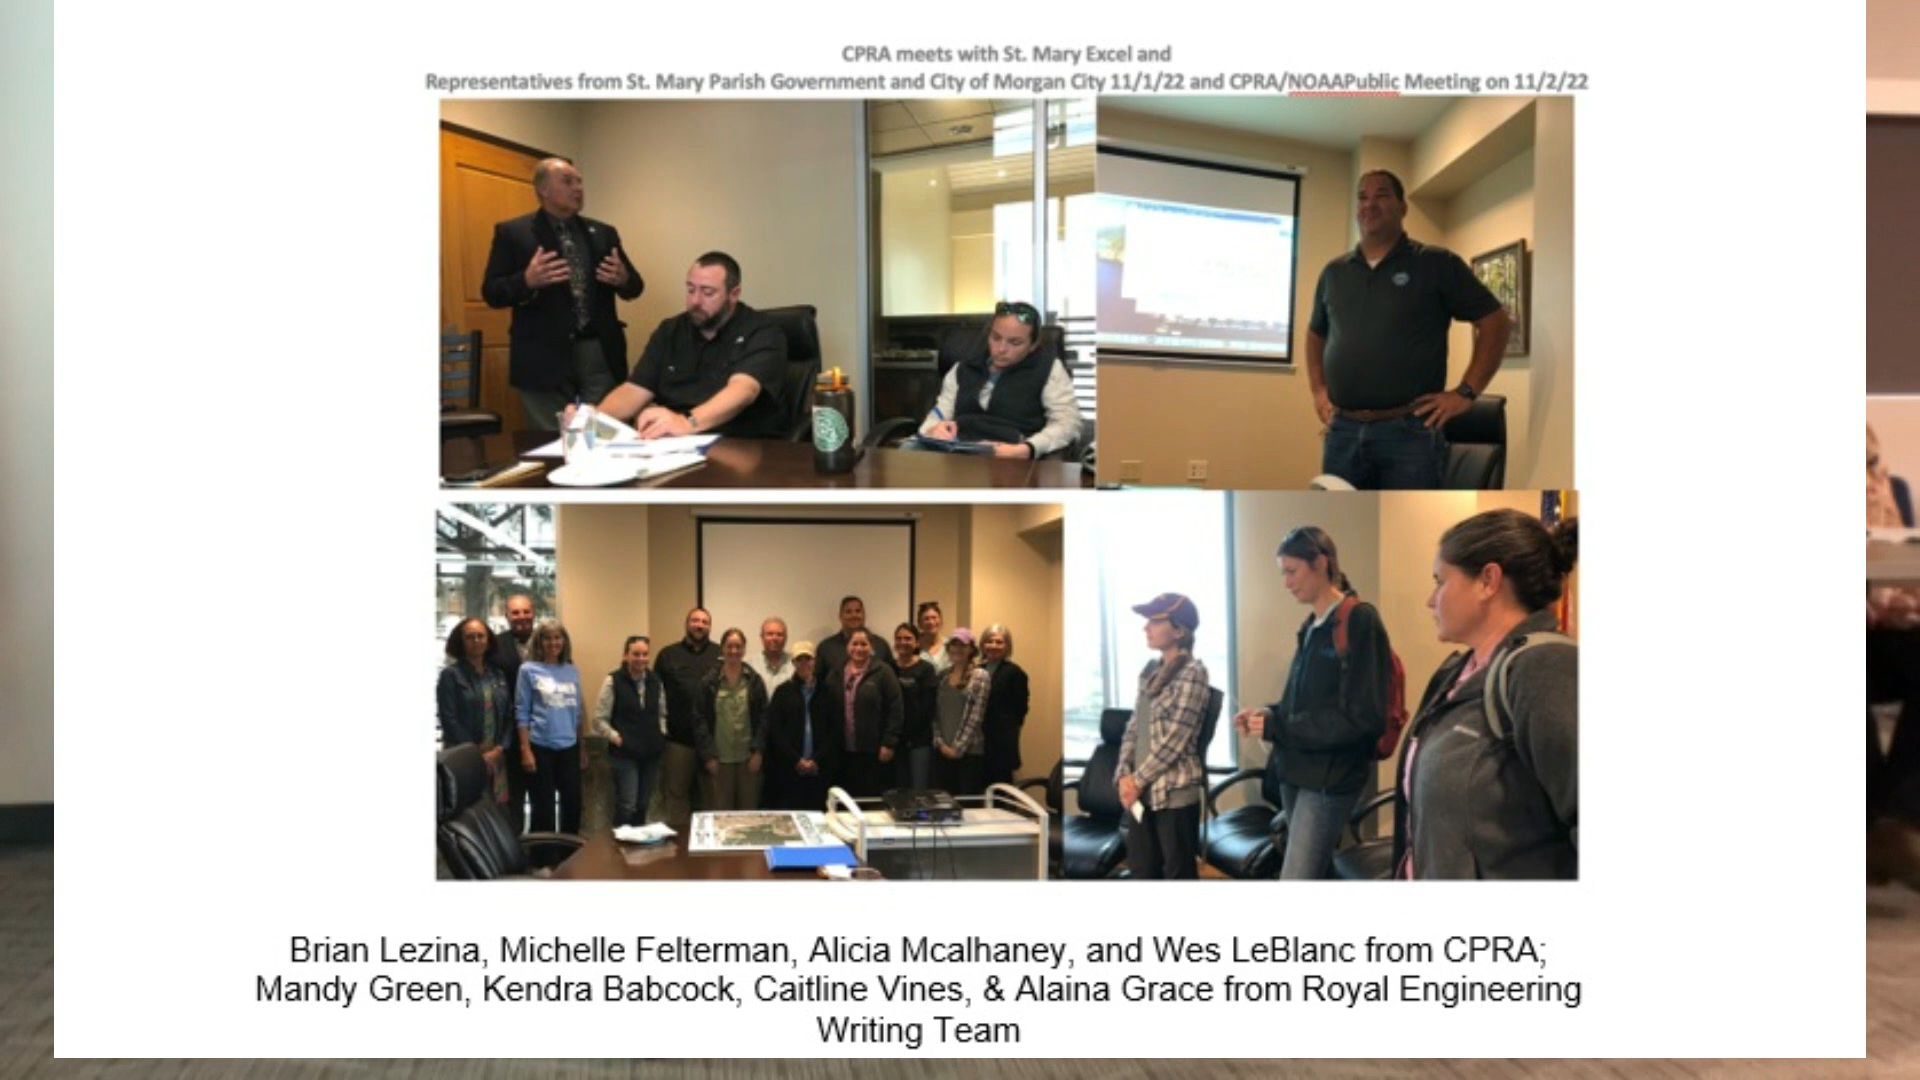 CPRA meets with St. Mary Excel and
Representatives from St. Mary Parish Government and City of Morgan City 11/1/22 and CPRA/NOAAPublic Meeting on 11/2/22
Brian Lezina, Michelle Felterman, Alicia Mcalhaney, and Wes LeBlanc from CPRA;
Mandy Green, Kendra Babcock, Caitline Vines, & Alaina Grace from Royal Engineering
Writing Team